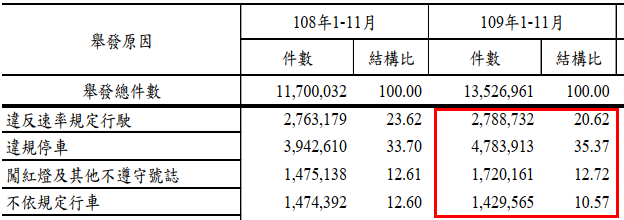 舉發原因 108年1-11月 109年1-11月
件數 結構比 件數 結構比
舉發總件數 11,700,032 100.00 13,526,961 100.00
違反速率規定行駛 2,763,179 23.62 2,788,732 20.62
違規停車 3,942,610 33.70 4,783,913 35.37
闖紅燈及其他不遵守號誌 1,475,138 12.61 1,720,161 12.72
不依規定行車 1,474,392 12.60 1,429,565 10.57